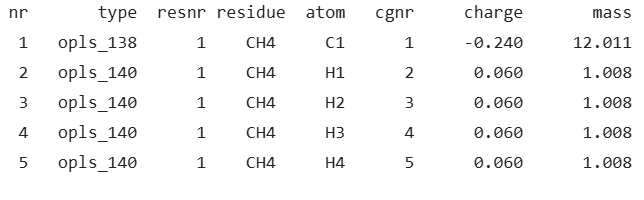 nr type resnr residue atom cgnr charge mass
1 opls_138 1 CH4 C1 1 -0.240 12.011
2 opls_140 1 CH4 H1 2 0.060 1.008
3 opls_140 1 CH4 H2 3 0.060 1.008
4 opls_140 1 CH4 H3 4 0.060 1.008
5 opls_140 1 CH4 H4 5 0.060 1.008